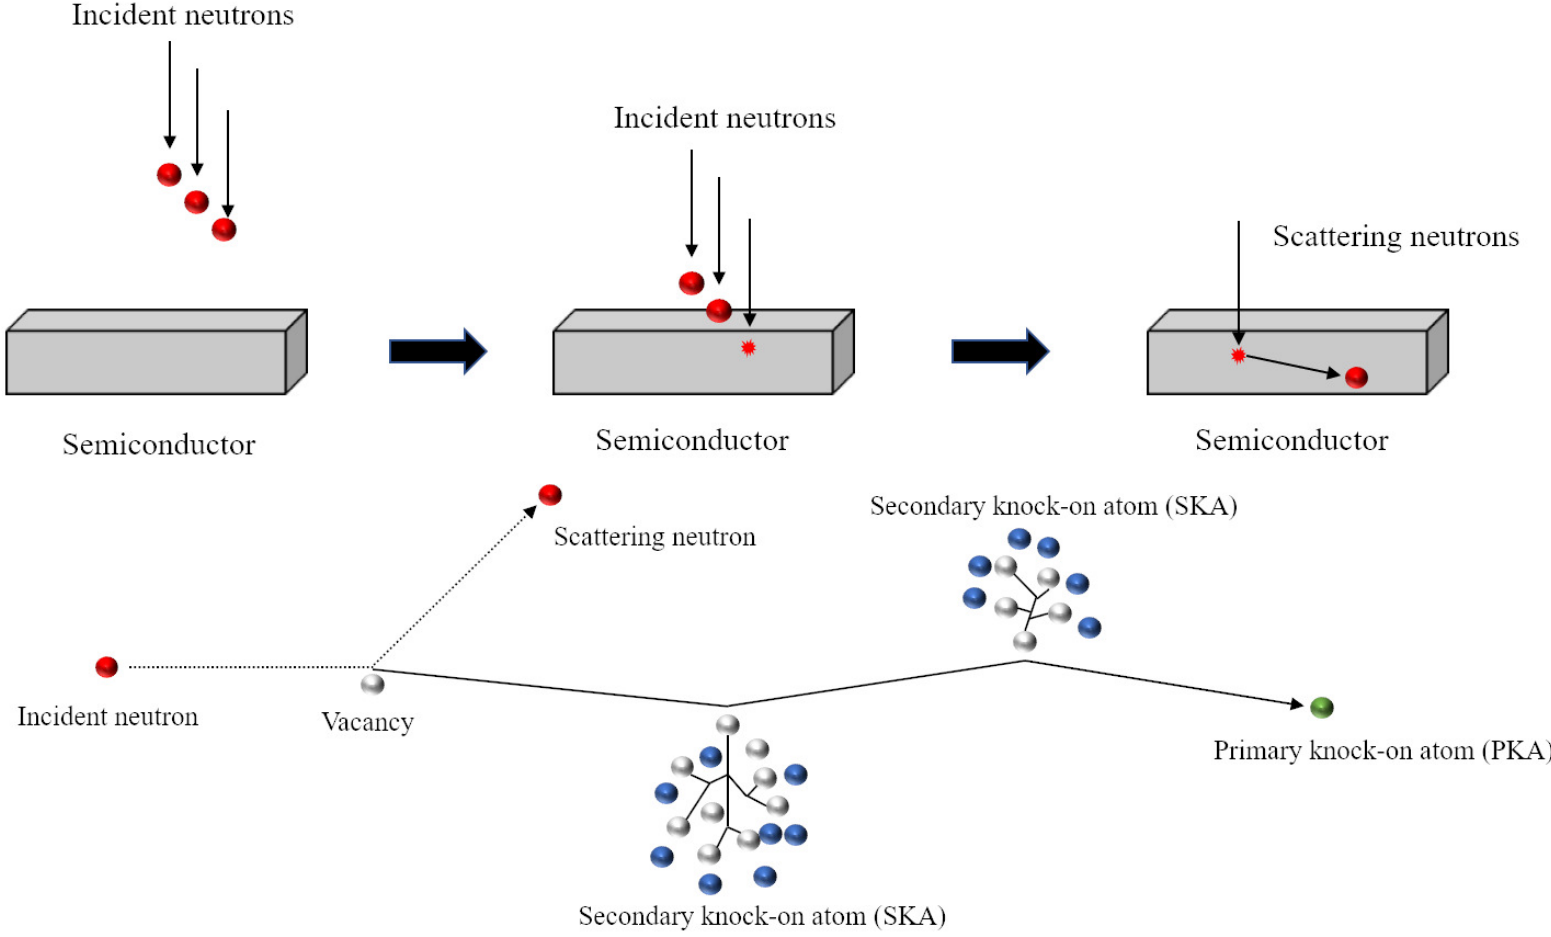 Incident neutrons
Incident neutrons
Scattering neutrons
Semiconductor
Semiconductor
Semiconductor
Secondary knock-on atom (SKA)
Scattering neutron
Incident neutron
Vacancy
Primary knock-on atom (PKA)
Secondary knock-on atom (SKA)